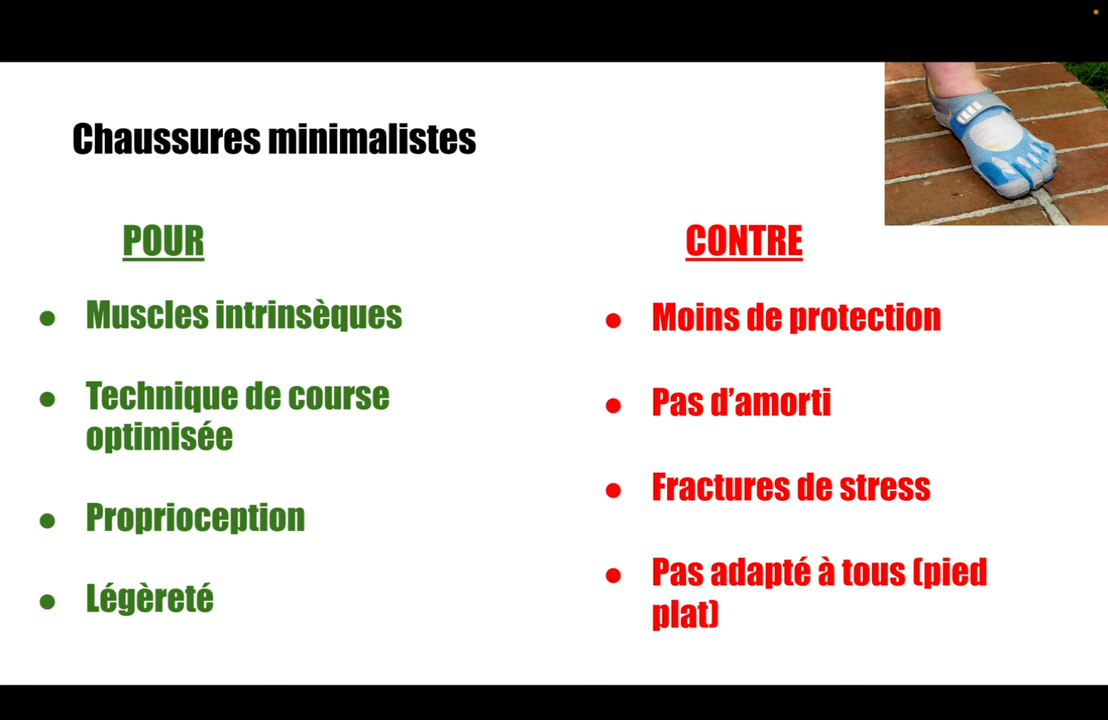 Chaussures minimalistes
POUR
Muscles intrinsèques
Technique de course
optimisée
Proprioception
Légèreté
CONTRE
Moins de protection
Pas d’amorti
Fractures de stress
Pas adapté à tous (pied
plat)